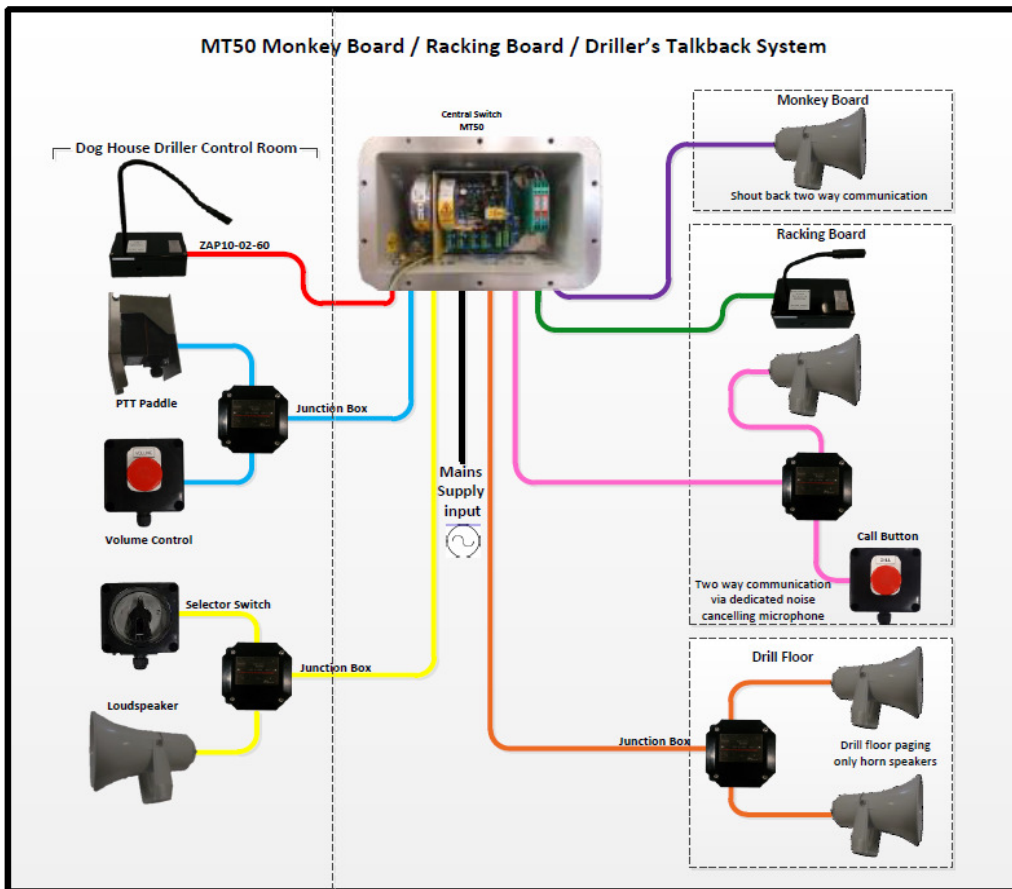 MT50 Monkey Board / Racking Board / Driller's Talkback System
Central Switch
MT50
Dog House Driller Control Room
ZAP10-02-60
PTT Paddle
Junction Box
VOLUME
Volume Control
Selector Switch
Junction Box
Loudspeaker
Mains
Supply
input
Monkey Board
Shout back two way communication
Racking Board
Call Button
Two way communication
via dedicated noise
cancelling microphone
Drill Floor
Junction Box
Drill floor paging
only horn speakers